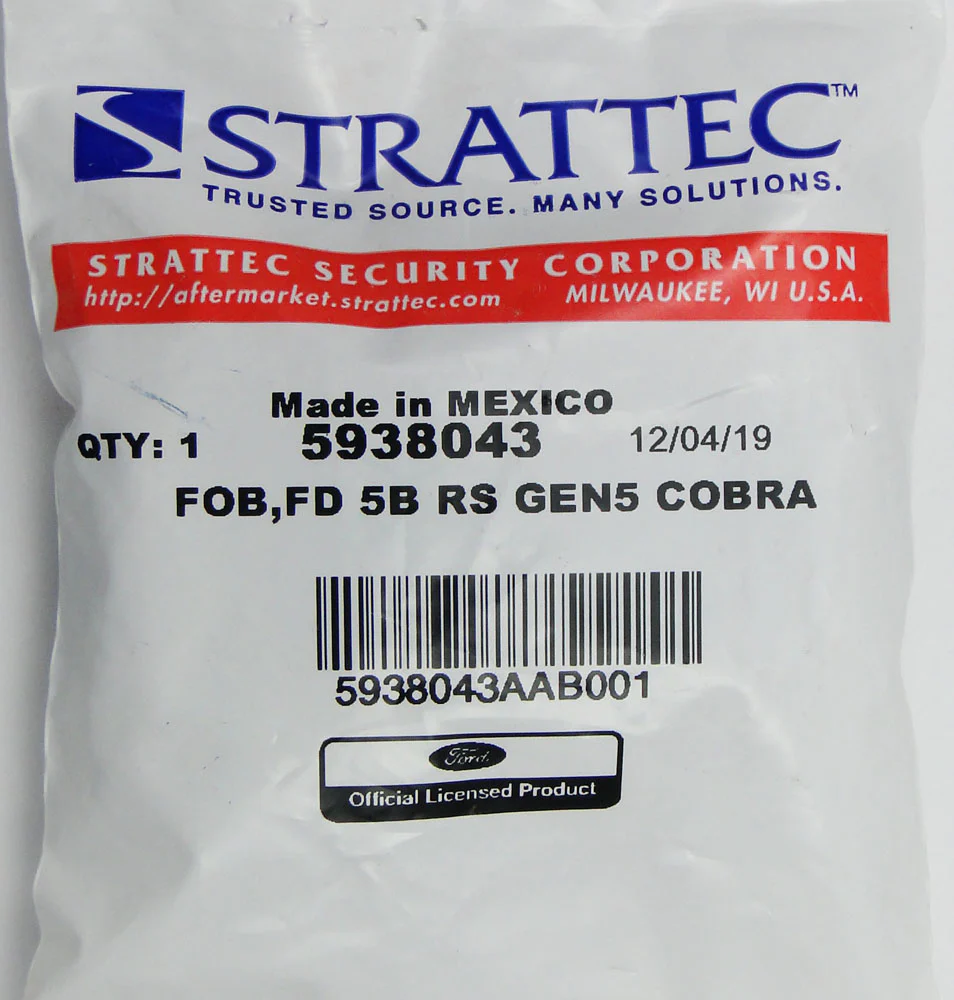 STRATTEC™
TRUSTED SOURCE. MANY SOLUTIONS.
STRATTEC SECURITY CORPORATION
http://aftermarket.strattec.com MILWAUKEE, WI U.S.A.
Made in MEXICO
QTY: 1 5938043 12/04/19
FOB,FD 5B RS GEN5 COBRA
5938043AAB001
Ford
Official Licensed Product